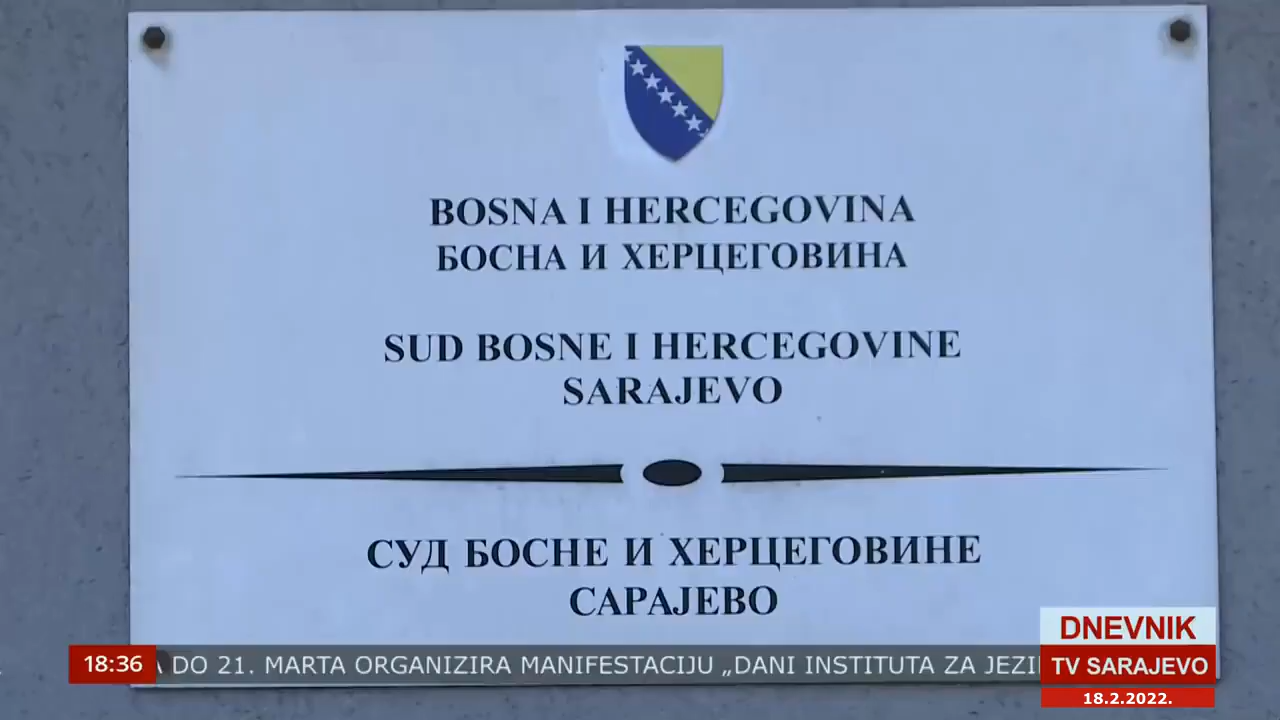 BOSNA I HERCEGOVINA
БОСНА И ХЕРЦЕГОВИНА
SUD BOSNE I HERCEGOVINE
SARAJEVO
СУД БОСНЕ И ХЕРЦЕГОВИНЕ
САРАЈЕВО
DNEVNIK
TV SARAJEVO
18.2.2022.
18:36
DO 21. MARTA ORGANIZIRA MANIFESTACIJU „DANI INSTITUTA ZA